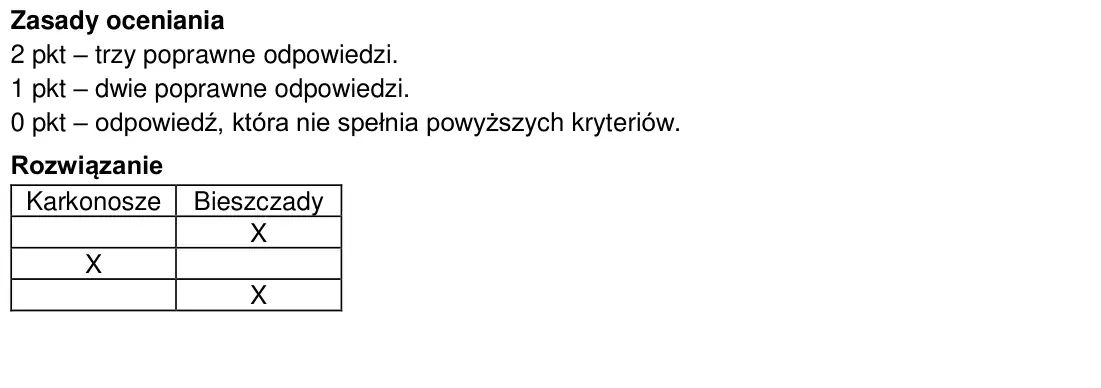 Zasady oceniania
2 pkt – trzy poprawne odpowiedzi.
1 pkt – dwie poprawne odpowiedzi.
0 pkt – odpowiedź, która nie spełnia powyższych kryteriów.
Rozwiązanie
Karkonosze Bieszczady
X
X
X